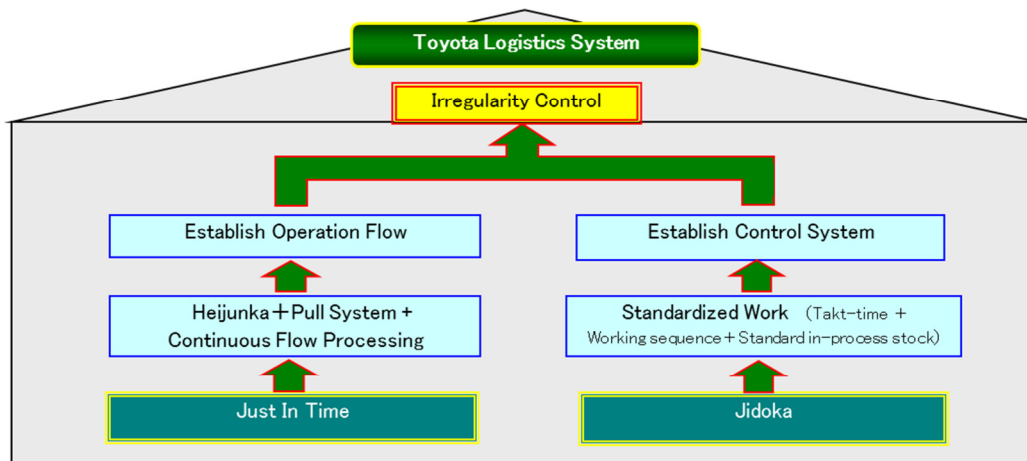 Toyota Logistics System
Irregularity Control
Establish Operation Flow
Establish Control System
Heijunka＋Pull System +
Continuous Flow Processing
Standardized Work （Takt-time ＋
Working sequence＋Standard in-process stock)
Just In Time
Jidoka